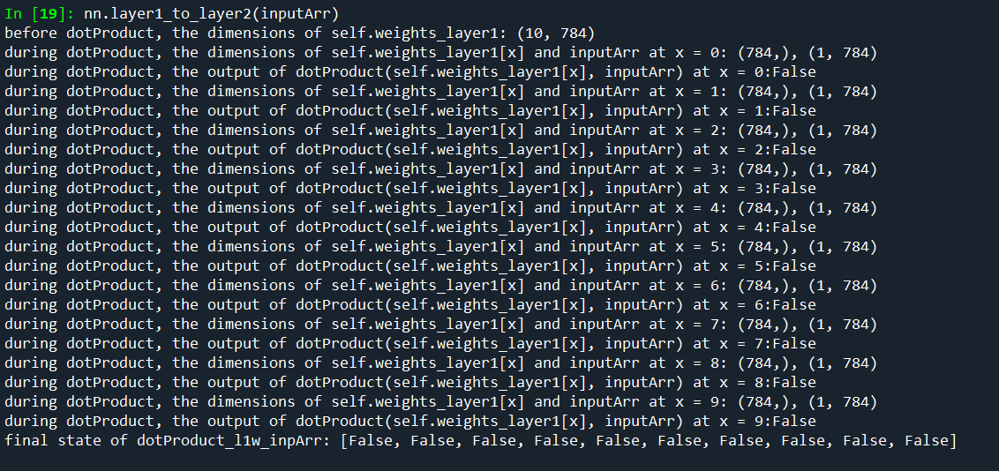 In [19]: nn.layer1_to_layer2(inputArr)
before dotProduct, the dimensions of self.weights_layer1: (10, 784)
during dotProduct, the dimensions of self.weights_layer1[x] and inputArr at x = 0: (784,), (1, 784)
during dotProduct, the output of dotProduct(self.weights_layer1[x], inputArr) at x = 0:False
during dotProduct, the dimensions of self.weights_layer1[x] and inputArr at x = 1: (784,), (1, 784)
during dotProduct, the output of dotProduct(self.weights_layer1[x], inputArr) at x = 1:False
during dotProduct, the dimensions of self.weights_layer1[x] and inputArr at x = 2: (784,), (1, 784)
during dotProduct, the output of dotProduct(self.weights_layer1[x], inputArr) at x = 2:False
during dotProduct, the dimensions of self.weights_layer1[x] and inputArr at x = 3: (784,), (1, 784)
during dotProduct, the output of dotProduct(self.weights_layer1[x], inputArr) at x = 3:False
during dotProduct, the dimensions of self.weights_layer1[x] and inputArr at x = 4: (784,), (1, 784)
during dotProduct, the output of dotProduct(self.weights_layer1[x], inputArr) at x = 4:False
during dotProduct, the dimensions of self.weights_layer1[x] and inputArr at x = 5: (784,), (1, 784)
during dotProduct, the output of dotProduct(self.weights_layer1[x], inputArr) at x = 5:False
during dotProduct, the dimensions of self.weights_layer1[x] and inputArr at x = 6: (784,), (1, 784)
during dotProduct, the output of dotProduct(self.weights_layer1[x], inputArr) at x = 6:False
during dotProduct, the dimensions of self.weights_layer1[x] and inputArr at x = 7: (784,), (1, 784)
during dotProduct, the output of dotProduct(self.weights_layer1[x], inputArr) at x = 7:False
during dotProduct, the dimensions of self.weights_layer1[x] and inputArr at x = 8: (784,), (1, 784)
during dotProduct, the output of dotProduct(self.weights_layer1[x], inputArr) at x = 8:False
during dotProduct, the dimensions of self.weights_layer1[x] and inputArr at x = 9: (784,), (1, 784)
during dotProduct, the output of dotProduct(self.weights_layer1[x], inputArr) at x = 9:False
final state of dotProduct_l1w_inpArr: [False, False, False, False, False, False, False, False, False, False]